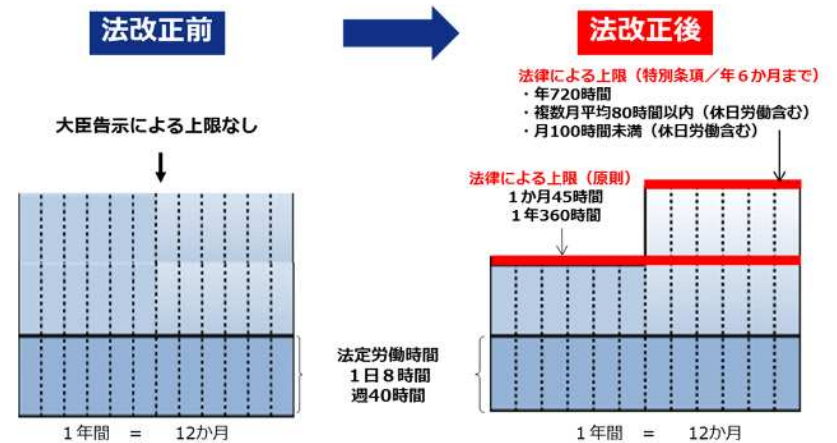 法改正前
法改正後
法律による上限（特別条項／年６か月まで）
・年720時間
・複数月平均80時間以内（休日労働含む）
・月100時間未満（休日労働含む）
大臣告示による上限なし
法律による上限（原則）
１か月45時間
１年360時間
法定労働時間
１日８時間
週40時間
１年間　＝　12か月
１年間　＝　12か月